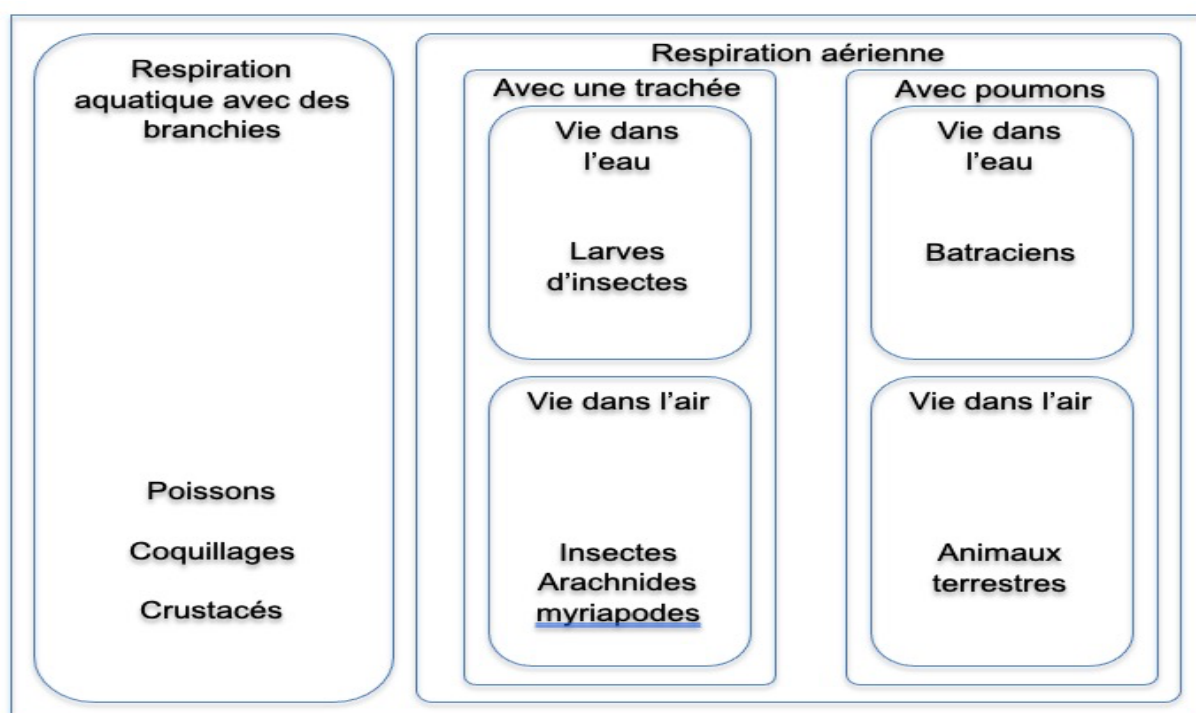 Respiration
aquatique avec des
branchies
Poissons
Coquillages
Crustacés
Respiration aérienne
Avec une trachée
Vie dans
l'eau
Larves
d'insectes
Vie dans l'air
Insectes
Arachnides
myriapodes
Avec poumons
Vie dans
l'eau
Batraciens
Vie dans l'air
Animaux
terrestres